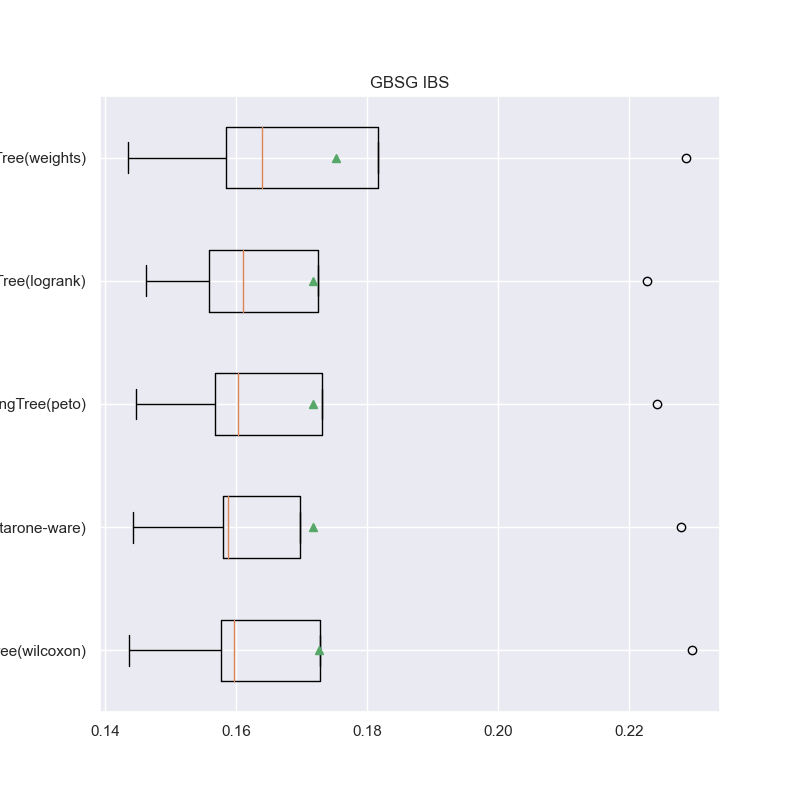 GBSG IBS
Tree(weights)
Tree(logrank)
ngTree(peto)
tarone-ware)
ree(wilcoxon)
0.14 0.16 0.18 0.20 0.22